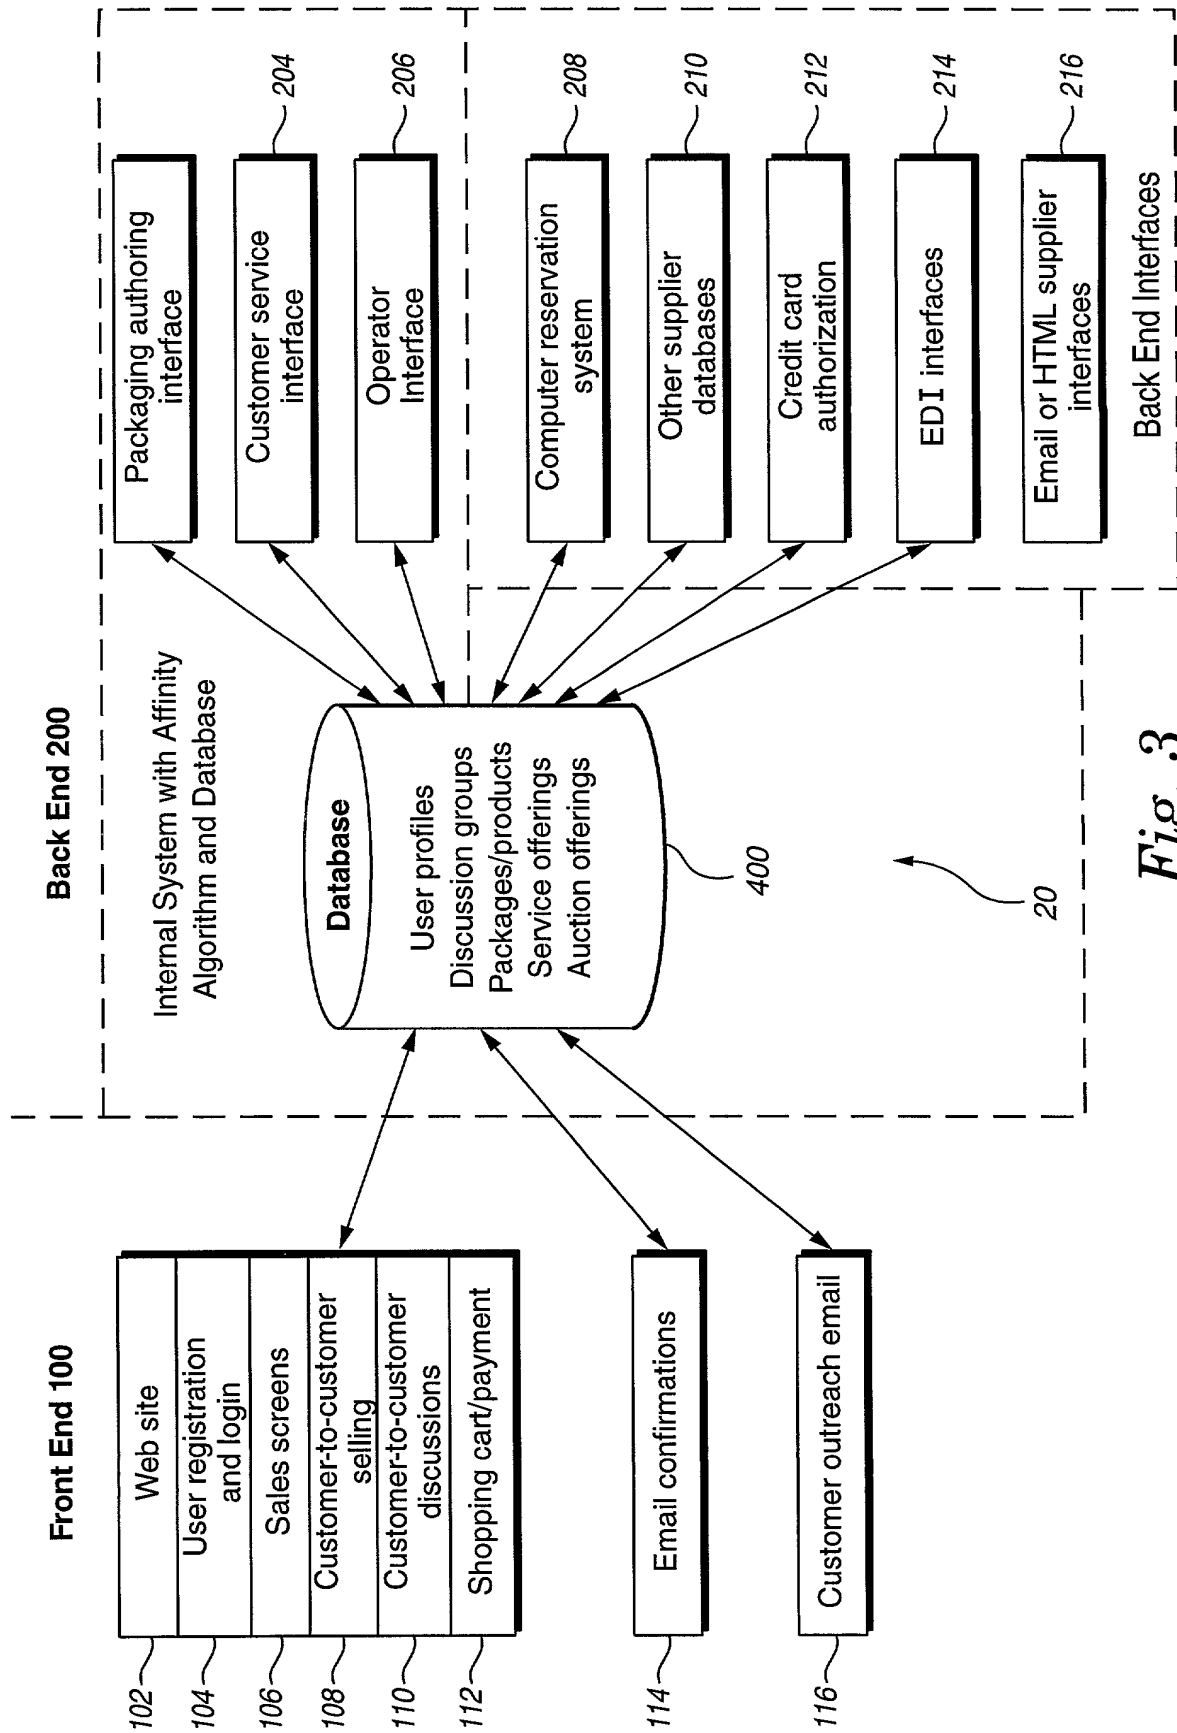 Front End 100
Back End 200
102
Web site
104
User registration
and login
106
Sales screens
108
Customer-to-customer
selling
110
Customer-to-customer
discussions
112
Shopping cart/payment
114
Email confirmations
116
Customer outreach email
Internal System with Affinity
Algorithm and Database
Database
User profiles
Discussion groups
Packages/products
Service offerings
Auction offerings
400
20
Packaging authoring
interface
Customer service
interface
204
Operator
Interface
206
Computer reservation
system
208
Other supplier
databases
210
Credit card
authorization
212
EDI interfaces
214
Email or HTML supplier
interfaces
216
Back End Interfaces
Fig. 3